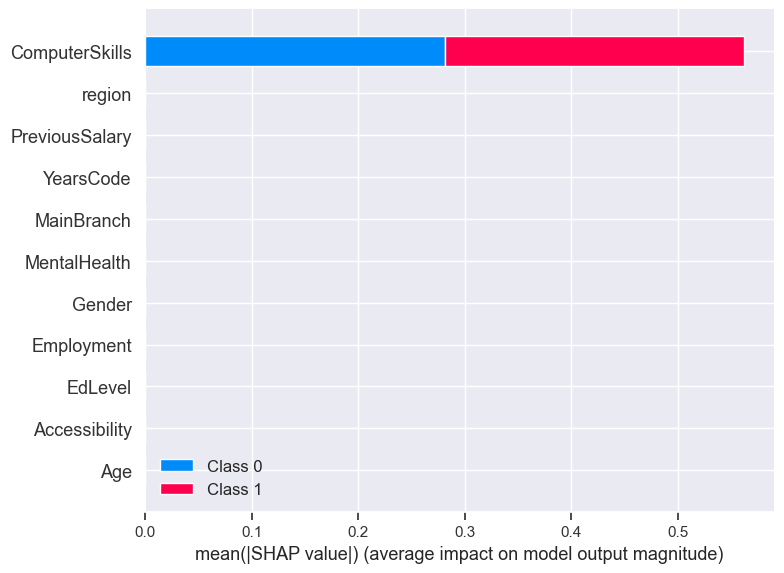 ComputerSkills
region
PreviousSalary
YearsCode
MainBranch
MentalHealth
Gender
Employment
EdLevel
Accessibility
Age
Class 0
Class 1
0.0 0.1 0.2 0.3 0.4 0.5
mean(|SHAP value|) (average impact on model output magnitude)